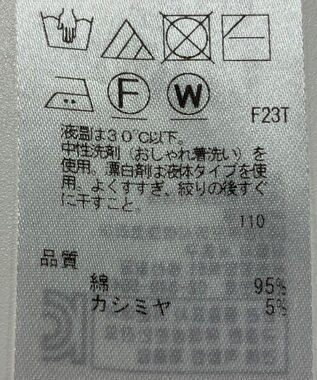 F
W
F23T
液温は30℃以下。
中性洗剤（おしゃれ着洗い）を
使用。漂白剤は液体タイプを使
用。よくすすぎ、絞りの後すぐ
に干すこと。
110
品質
綿 95%
カシミヤ 5%